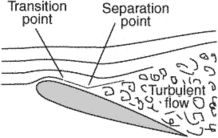 Transition
point
Separation
point
Turbulent
flow